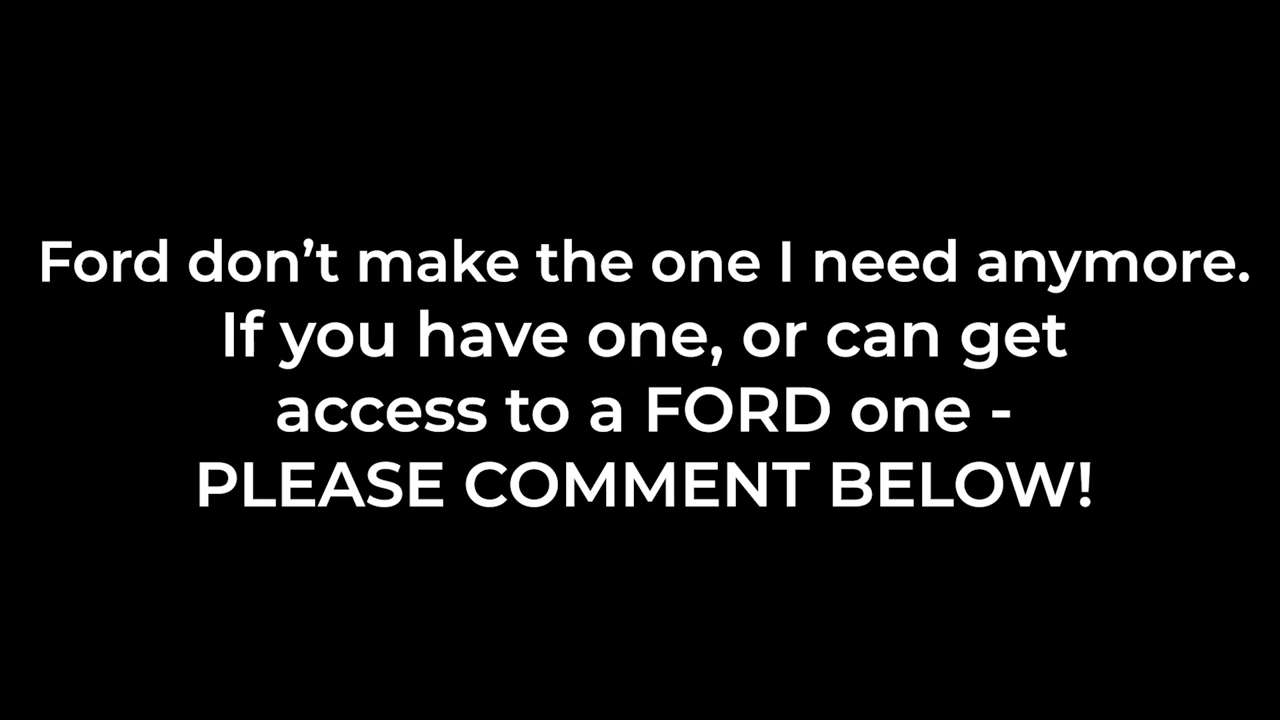 Ford don’t make the one I need anymore.
If you have one, or can get
access to a FORD one -
PLEASE COMMENT BELOW!